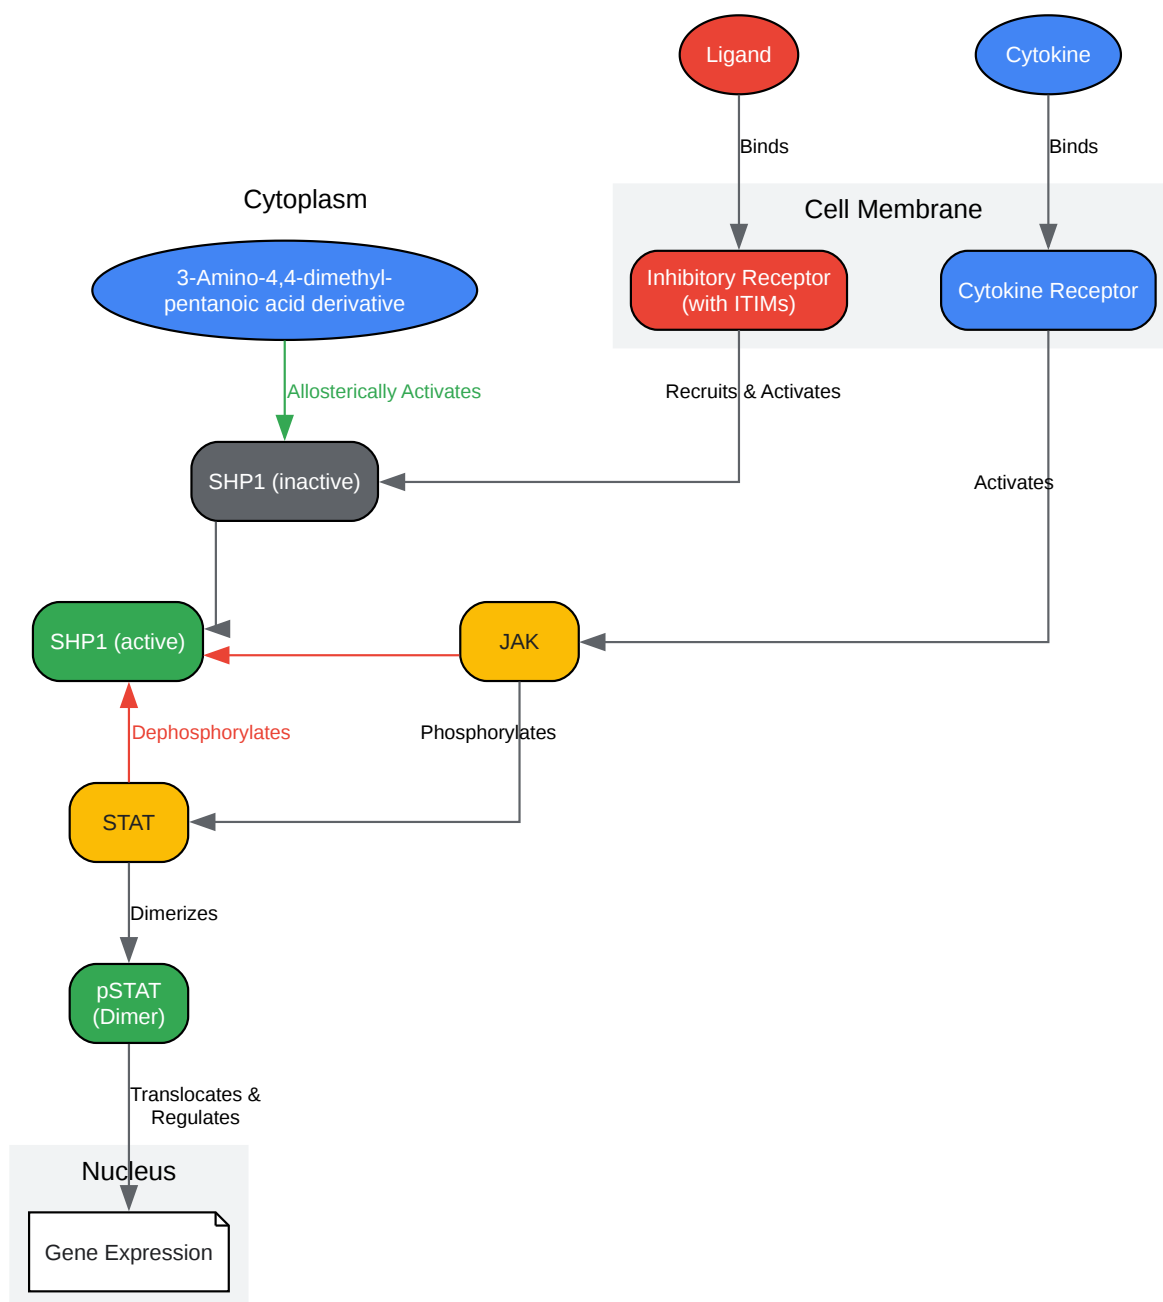 Ligand
Cytokine
Binds
Binds
Cytoplasm
Cell Membrane
3-Amino-4,4-dimethyl-
pentanoic acid derivative
Inhibitory Receptor
(with ITIMs)
Cytokine Receptor
Allosterically Activates
Recruits & Activates
SHP1 (inactive)
Activates
SHP1 (active)
JAK
Dephosphorylates
Phosphorylates
STAT
Dimerizes
pSTAT
(Dimer)
Translocates &
Regulates
Nucleus
Gene Expression